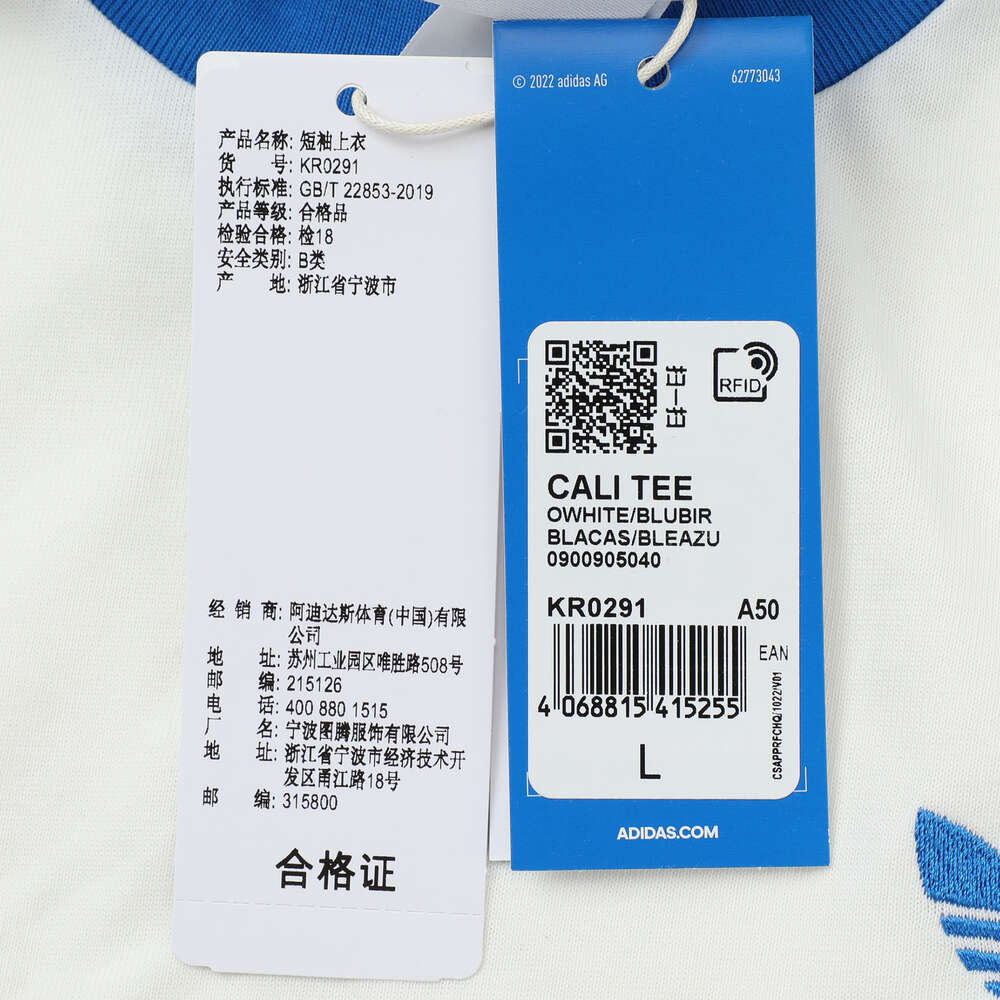 产品名称: 短袖上衣
货 号: KR0291
执行标准: GB/T 22853-2019
产品等级: 合格品
检验合格: 检18
安全类别: B类
产 地: 浙江省宁波市
经 销 商: 阿迪达斯体育(中国)有限
公司
地 址: 苏州工业园区唯胜路508号
邮 编: 215126
电 话: 400 880 1515
厂 名: 宁波图腾服饰有限公司
地 址: 浙江省宁波市经济技术开
发区甬江路18号
邮 编: 315800
合格证
© 2022 adidas AG
62773043
扫一扫
RFID
CALI TEE
OWHITE/BLUBIR
BLACAS/BLEAZU
0900905040
KR0291 A50
EAN
4 068815 415255
L
CSAPPRFCHQ/1022/V01
ADIDAS.COM